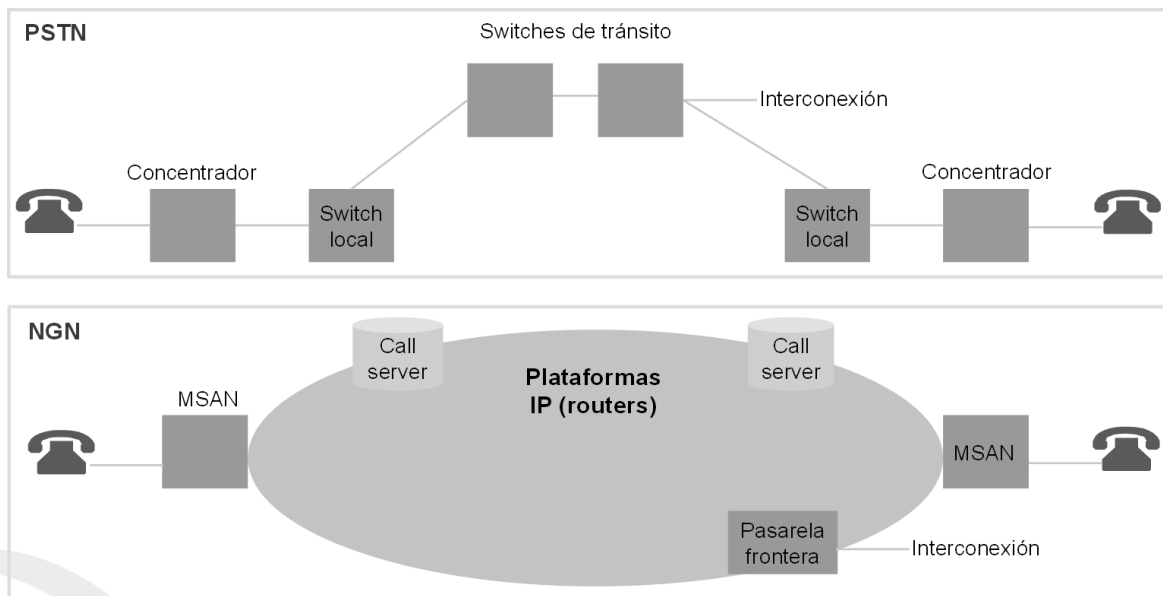 PSTN
Switches de tránsito
Interconexión
Concentrador
Concentrador
Switch
local
Switch
local
NGN
Call
server
Call
server
Plataformas
IP (routers)
MSAN
MSAN
Pasarela
frontera
Interconexión